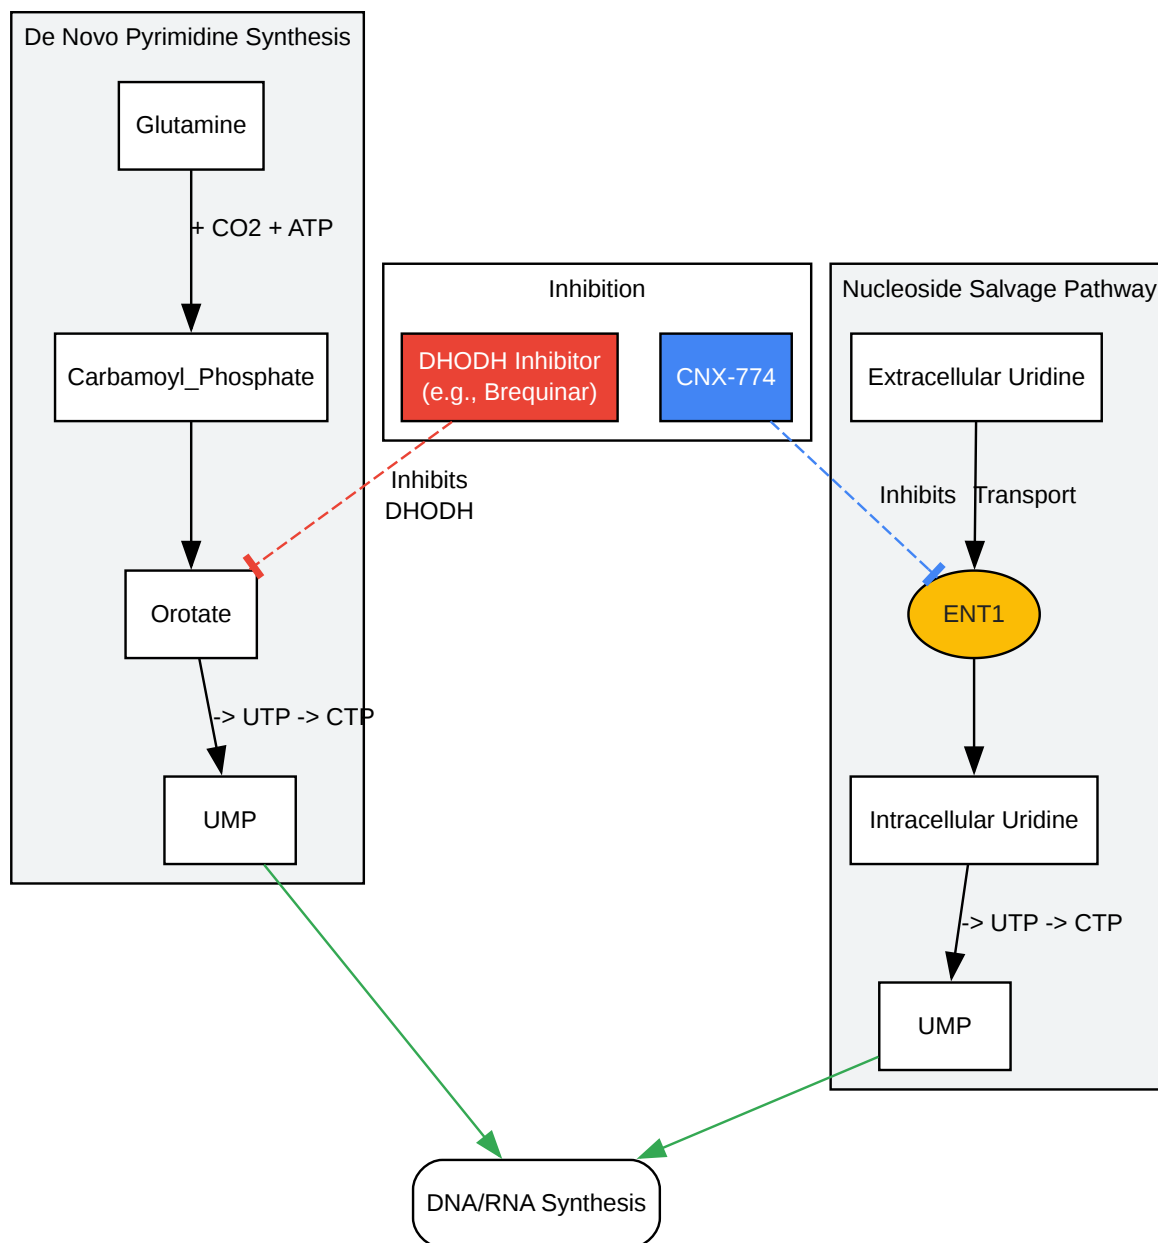 De Novo Pyrimidine Synthesis
Glutamine
+ CO2 + ATP
Carbamoyl_Phosphate
Orotate
-> UTP -> CTP
UMP
Inhibition
DHODH Inhibitor
(e.g., Brequinar)
CNX-774
Inhibits
DHODH
Nucleoside Salvage Pathway
Extracellular Uridine
Inhibits
Transport
ENT1
Intracellular Uridine
-> UTP -> CTP
UMP
DNA/RNA Synthesis